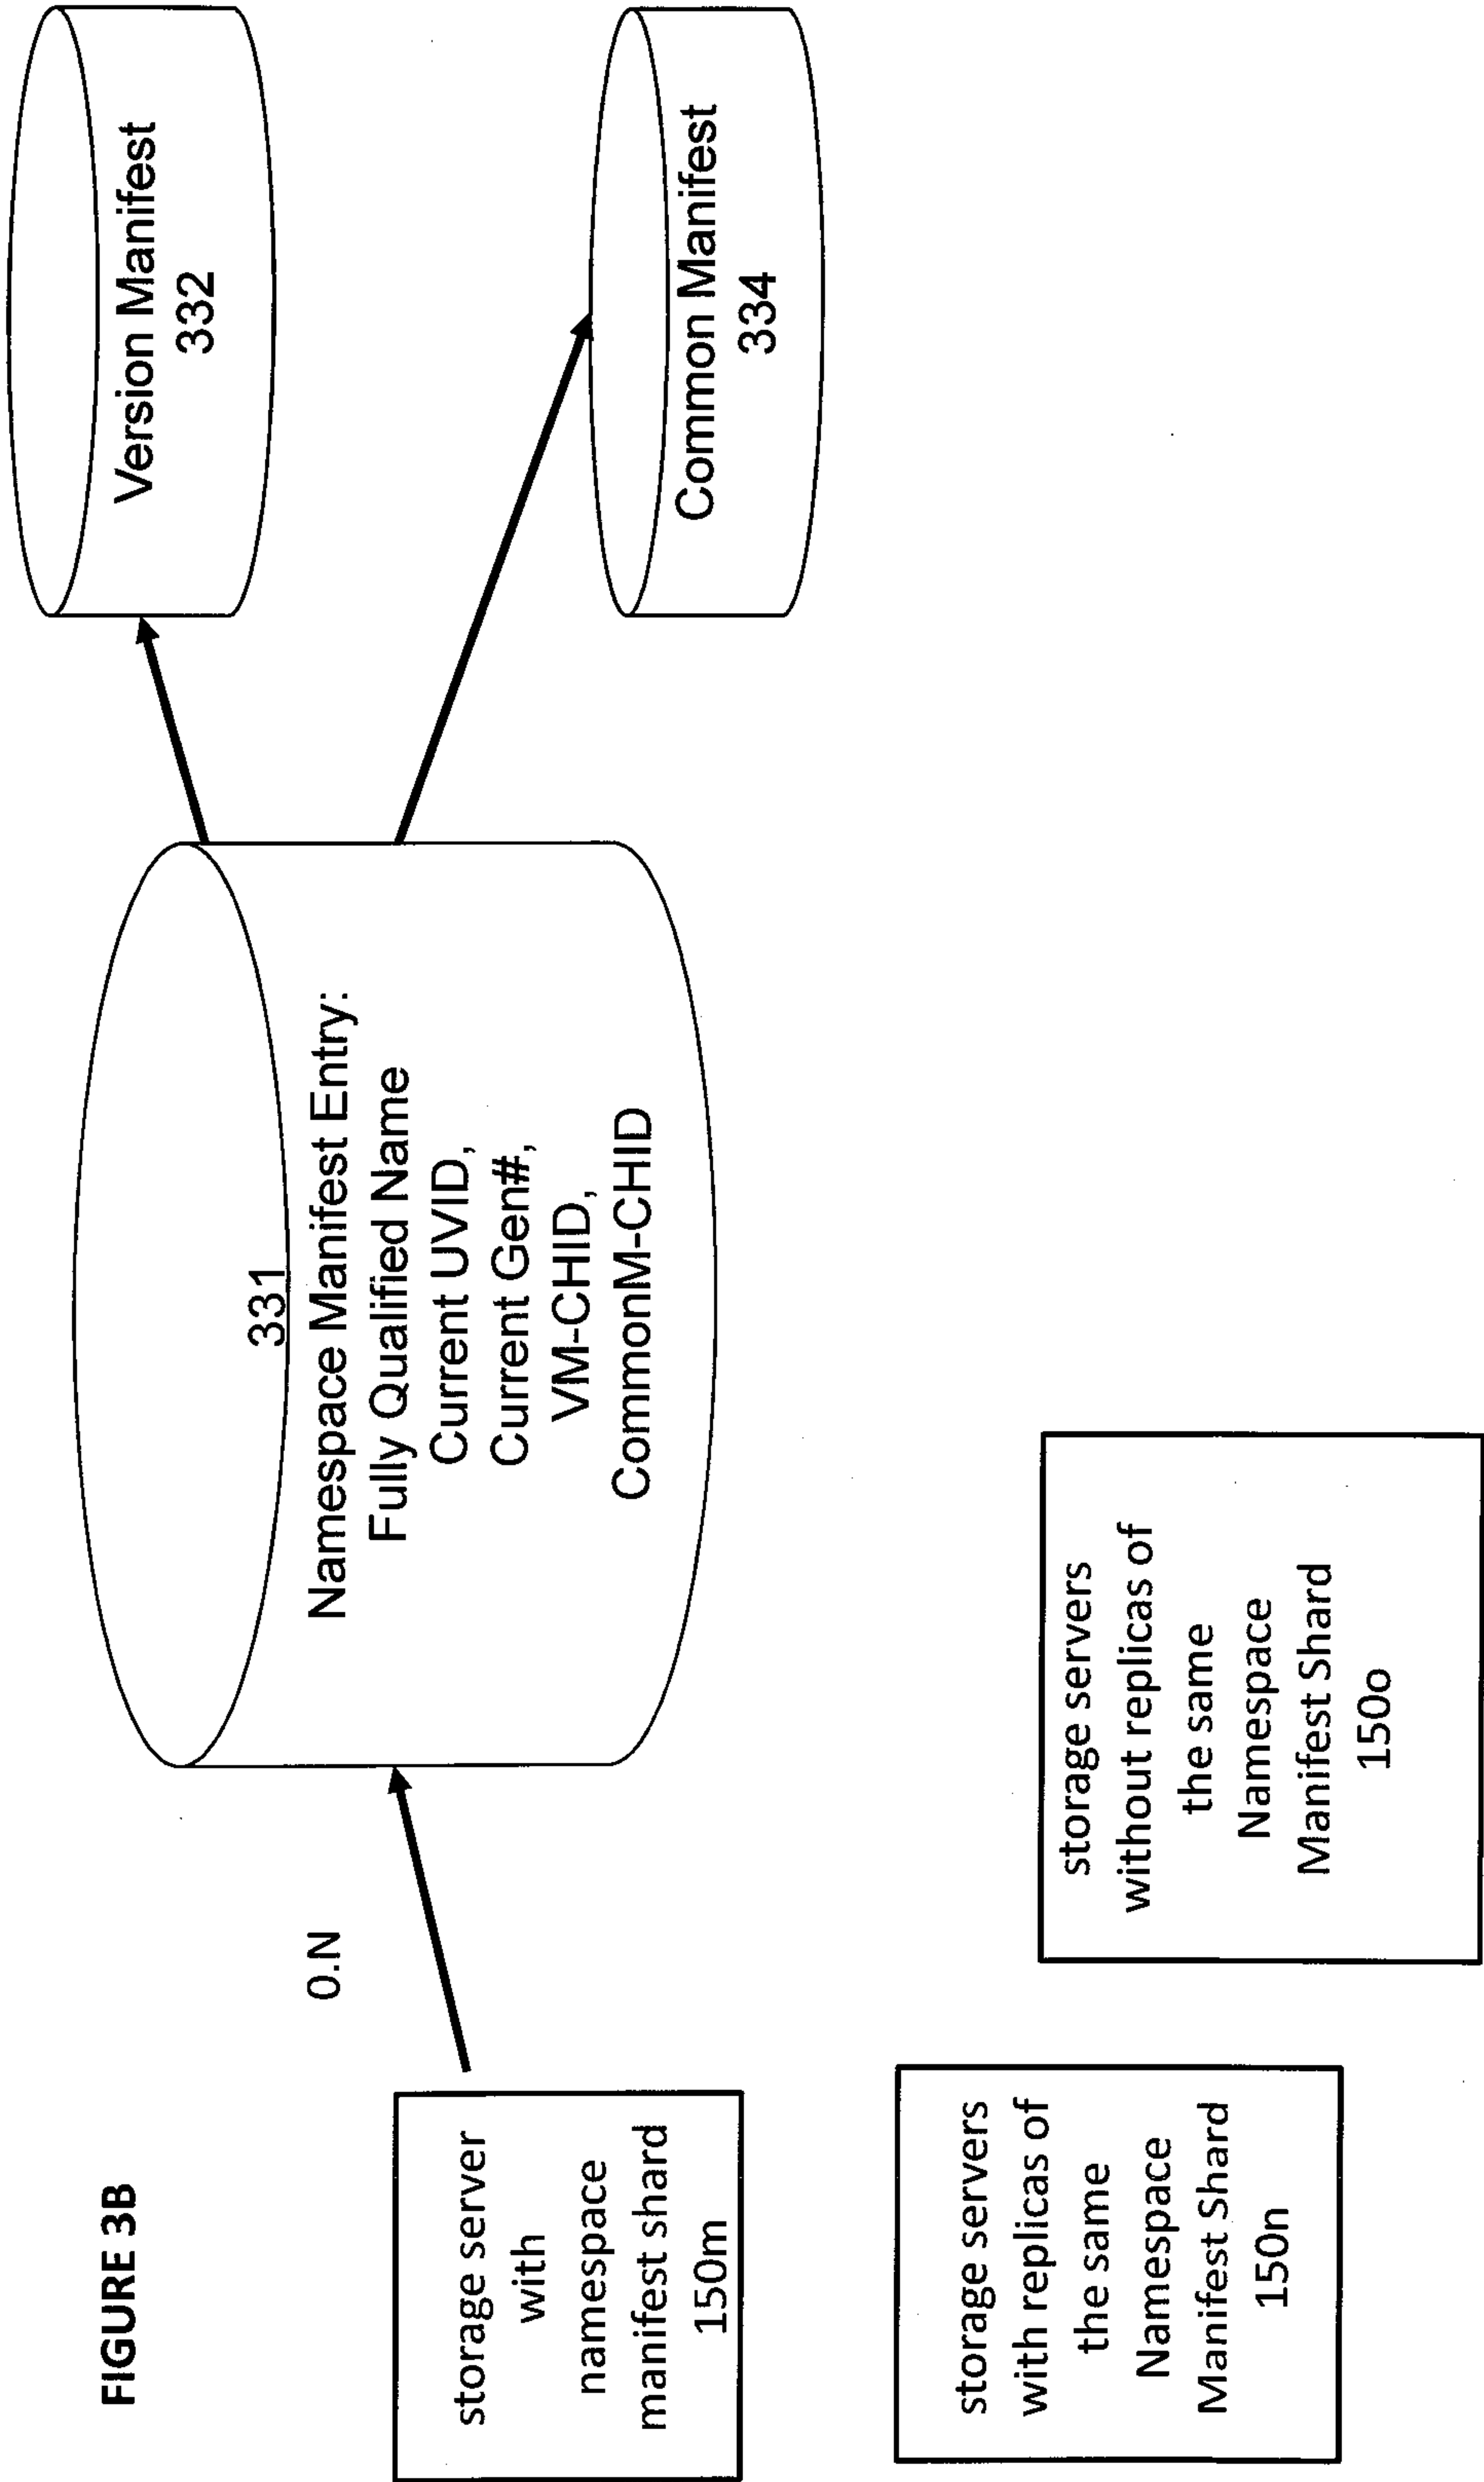 FIGURE 3B
storage server
with
namespace
manifest shard
150m
0.N
331
Namespace Manifest Entry:
Fully Qualified Name
Current UVID,
Current Gen#,
VM-CHID,
CommonM-CHID
Version Manifest
332
Common Manifest
334
storage servers
with replicas of
the same
Namespace
Manifest Shard
150n
storage servers
without replicas of
the same
Namespace
Manifest Shard
150o